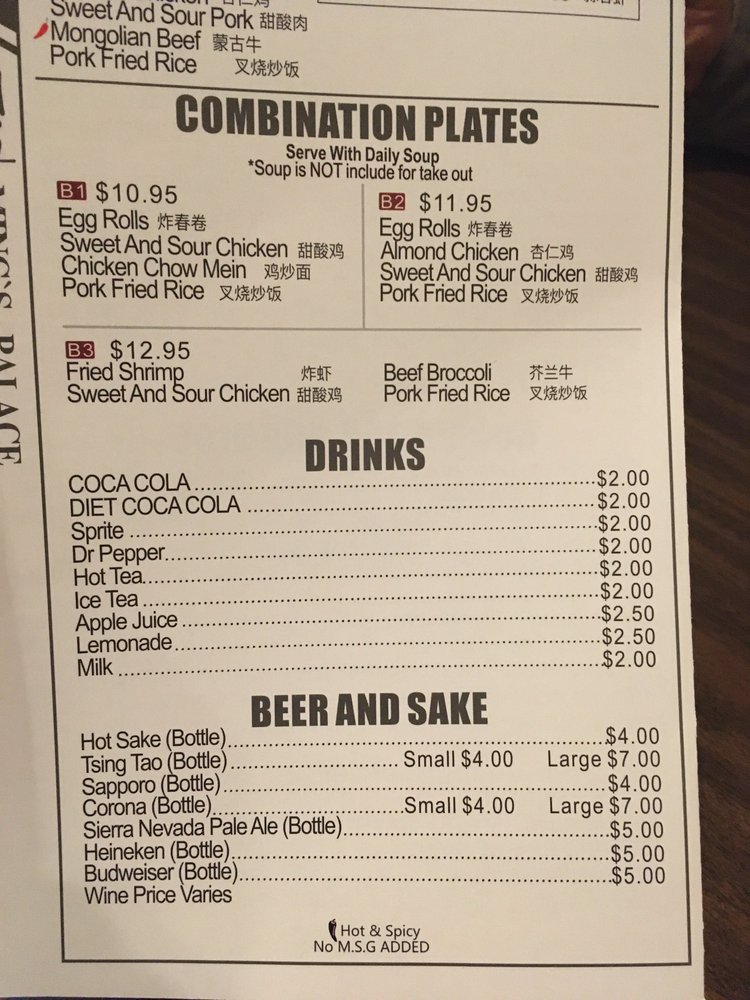 Sweet And Sour Pork 甜酸肉
Mongolian Beef 蒙古牛
Pork Fried Rice 叉烧炒饭
COMBINATION PLATES
Serve With Daily Soup
*Soup is NOT include for take out
B1 $10.95
Egg Rolls 炸春卷
Sweet And Sour Chicken 甜酸鸡
Chicken Chow Mein 鸡炒面
Pork Fried Rice 叉烧炒饭
B2 $11.95
Egg Rolls 炸春卷
Almond Chicken 杏仁鸡
Sweet And Sour Chicken 甜酸鸡
Pork Fried Rice 叉烧炒饭
B3 $12.95
Fried Shrimp 炸虾
Sweet And Sour Chicken 甜酸鸡
Beef Broccoli 芥兰牛
Pork Fried Rice 叉烧炒饭
DRINKS
COCA COLA $2.00
DIET COCA COLA $2.00
Sprite $2.00
Dr Pepper $2.00
Hot Tea $2.00
Ice Tea $2.00
Apple Juice $2.50
Lemonade $2.50
Milk $2.00
BEER AND SAKE
Hot Sake (Bottle) $4.00
Tsing Tao (Bottle) Small $4.00 Large $7.00
Sapporo (Bottle) $4.00
Corona (Bottle) Small $4.00 Large $7.00
Sierra Nevada Pale Ale (Bottle) $5.00
Heineken (Bottle) $5.00
Budweiser (Bottle) $5.00
Wine Price Varies
Hot & Spicy
No M.S.G ADDED
MING'S PALACE